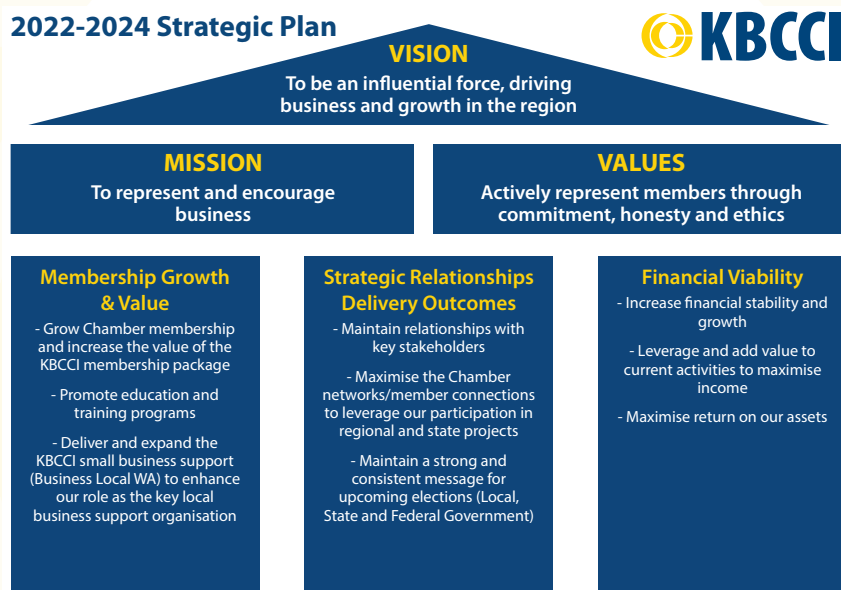 2022-2024 Strategic Plan
KBCCI
VISION
To be an influential force, driving
business and growth in the region
MISSION
To represent and encourage
business
VALUES
Actively represent members through
commitment, honesty and ethics
Membership Growth
& Value
- Grow Chamber membership
and increase the value of the
KBCCI membership package
- Promote education and
training programs
- Deliver and expand the
KBCCI small business support
(Business Local WA) to enhance
our role as the key local
business support organisation
Strategic Relationships
Delivery Outcomes
- Maintain relationships with
key stakeholders
- Maximise the Chamber
networks/member connections
to leverage our participation in
regional and state projects
- Maintain a strong and
consistent message for
upcoming elections (Local,
State and Federal Government)
Financial Viability
- Increase financial stability and
growth
- Leverage and add value to
current activities to maximise
income
- Maximise return on our assets